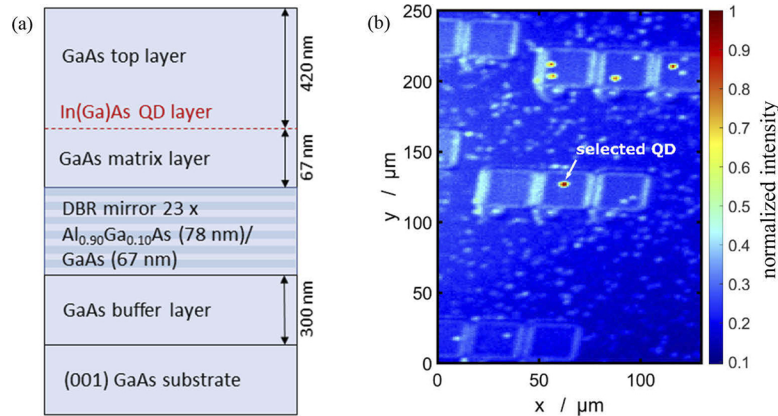 (a)
GaAs top layer
420 nm
In(Ga)As QD layer
GaAs matrix layer
67 nm
DBR mirror 23 x
Al0.90Ga0.10As (78 nm)/
GaAs (67 nm)
GaAs buffer layer
300 nm
(001) GaAs substrate
(b)
250
200
150
100
50
0
y / µm
selected QD
0
50
100
x / µm
1
0.9
0.8
0.7
0.6
0.5
0.4
0.3
0.2
0.1
normalized intensity